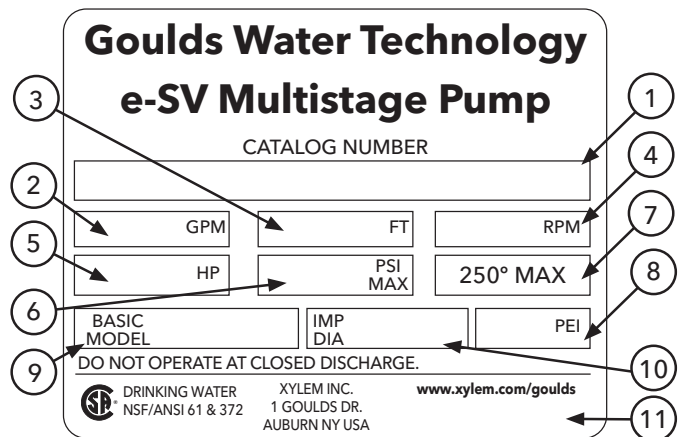 Goulds Water Technology
e-SV Multistage Pump
3
1
CATALOG NUMBER
2
4
GPM
FT
RPM
5
7
HP
PSI
MAX
250° MAX
6
8
BASIC
MODEL
IMP
DIA
PEI
9
10
DO NOT OPERATE AT CLOSED DISCHARGE.
SP®
DRINKING WATER
NSF/ANSI 61 & 372
XYLEM INC.
1 GOULDS DR.
AUBURN NY USA
www.xylem.com/goulds
11